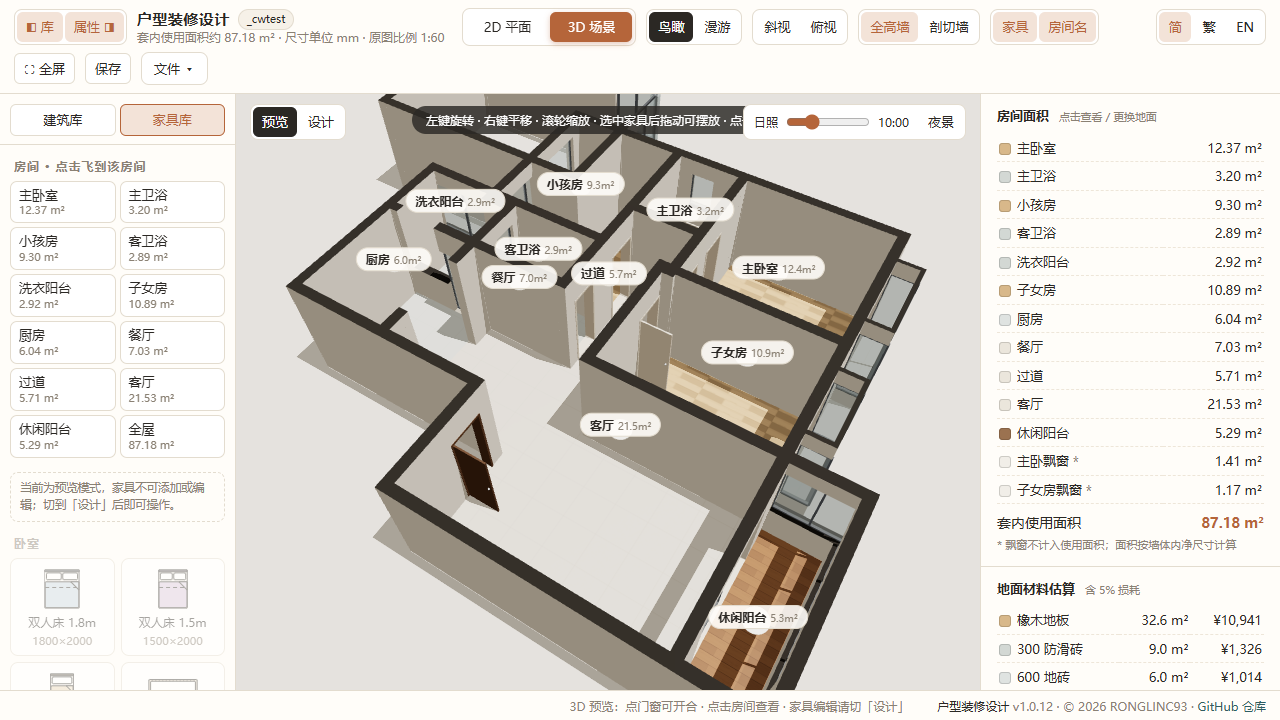 库 属性
户型装修设计 _cwtest
套内使用面积约 87.18 m² · 尺寸单位 mm · 原图比例 1:60
2D 平面 3D 场景 鸟瞰 漫游 斜视 俯视 全高墙 剖切墙 家具 房间名 简 繁 EN
全屏 保存 文件
建筑库 家具库
房间 · 点击飞到该房间
主卧室 主卫浴
12.37 m² 3.20 m²
小孩房 客卫浴
9.30 m² 2.89 m²
洗衣阳台 子女房
2.92 m² 10.89 m²
厨房 餐厅
6.04 m² 7.03 m²
过道 客厅
5.71 m² 21.53 m²
休闲阳台 全屋
5.29 m² 87.18 m²
当前为预览模式，家具不可添加或编
辑；切到「设计」后即可操作。
卧室
双人床 1.8m 双人床 1.5m
1800×2000 1500×2000
预览 设计
左键旋转 · 右键平移 · 滚轮缩放 · 选中家具后拖动可摆放 · 点
日照 10:00 夜景
小孩房 9.3m²
洗衣阳台 2.9m²
主卫浴 3.2m²
客卫浴 2.9m²
厨房 6.0m²
餐厅 7.0m²
过道 5.7m²
主卧室 12.4m²
子女房 10.9m²
客厅 21.5m²
休闲阳台 5.3m²
房间面积 点击查看 / 更换地面
主卧室 12.37 m²
主卫浴 3.20 m²
小孩房 9.30 m²
客卫浴 2.89 m²
洗衣阳台 2.92 m²
子女房 10.89 m²
厨房 6.04 m²
餐厅 7.03 m²
过道 5.71 m²
客厅 21.53 m²
休闲阳台 5.29 m²
主卧飘窗 * 1.41 m²
子女房飘窗 * 1.17 m²
套内使用面积 87.18 m²
* 飘窗不计入使用面积；面积按墙体内净尺寸计算
地面材料估算 含 5% 损耗
橡木地板 32.6 m² ¥10,941
300 防滑砖 9.0 m² ¥1,326
600 地砖 6.0 m² ¥1,014
3D 预览：点门窗可开合 · 点击房间查看 · 家具编辑请切「设计」
户型装修设计 v1.0.12 · © 2026 RONGLINC93 · GitHub 仓库